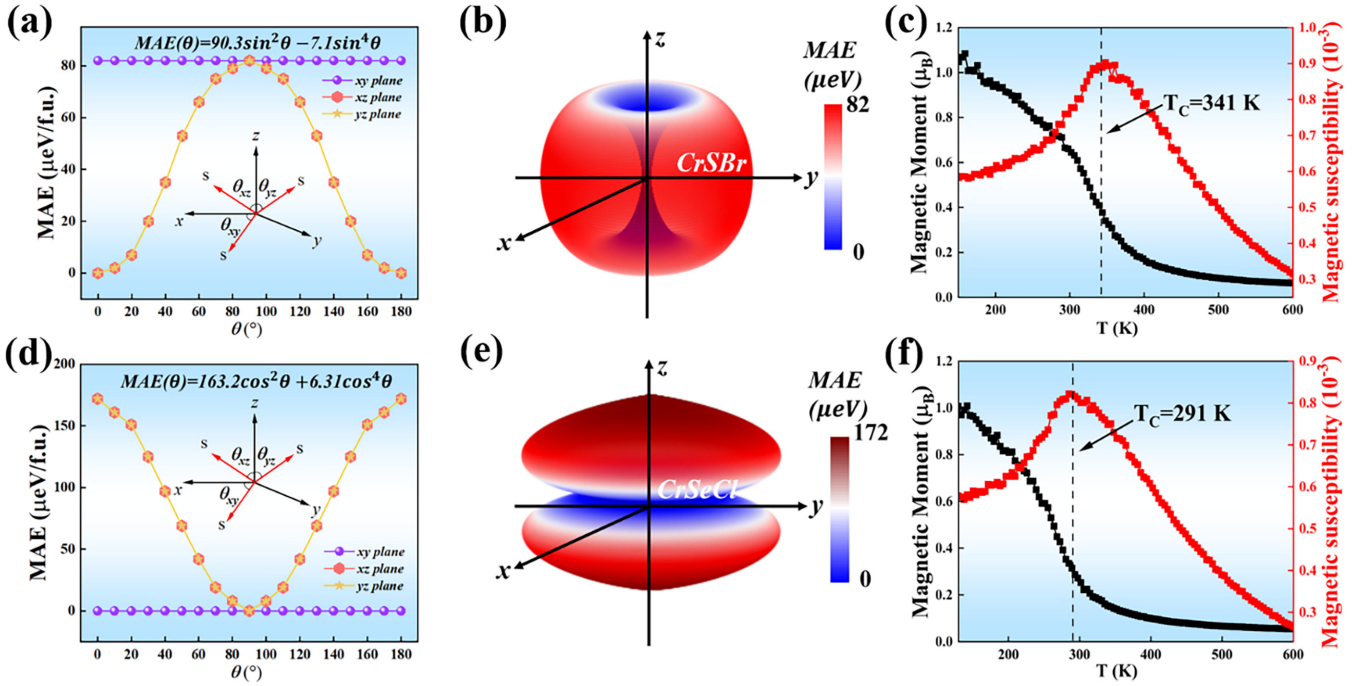 (a)
MAE(θ)=90.3sin²θ −7.1sin⁴θ
xy plane
xz plane
yz plane
MAE (μeV/f.u.)
80
60
40
20
0
z
s
θxz
θyz
s
x
θxy
s
y
0 20 40 60 80 100 120 140 160 180
θ (°)
(b)
z
MAE
(μeV)
82
0
CrSBr
y
x
(c)
Magnetic Moment (μB)
1.2
1.0
0.8
0.6
0.4
0.2
0.0
TC=341 K
200 300 400 500 600
T (K)
1.0
0.9
0.8
0.7
0.6
0.5
0.4
0.3
Magnetic susceptibility (10⁻³)
(d)
MAE(θ)=163.2cos²θ +6.31cos⁴θ
MAE (μeV/f.u.)
200
150
100
50
0
z
s
θxz
θyz
s
x
θxy
s
y
xy plane
xz plane
yz plane
0 20 40 60 80 100 120 140 160 180
θ (°)
(e)
z
MAE
(μeV)
172
0
CrSeCl
y
x
(f)
Magnetic Moment (μB)
1.2
1.0
0.8
0.6
0.4
0.2
0.0
TC=291 K
200 300 400 500 600
T (K)
0.9
0.8
0.7
0.6
0.5
0.4
0.3
Magnetic susceptibility (10⁻³)